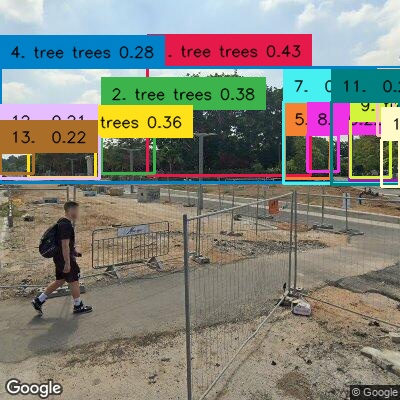 4. tree trees 0.28
. tree trees 0.43
2. tree trees 0.38
trees 0.36
13. 0.22
7.
11.
5.
8.
9.
1
Google
Google